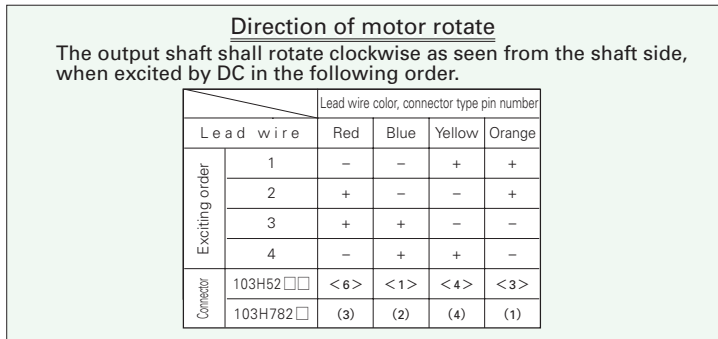 Direction of motor rotate
The output shaft shall rotate clockwise as seen from the shaft side,
when excited by DC in the following order.
Lead wire color, connector type pin number
Lead wire Red Blue Yellow Orange
Exciting order
1 – – + +
2 + – – +
3 + + – –
4 – + + –
Connector
103H52□□ <6> <1> <4> <3>
103H782□ (3) (2) (4) (1)